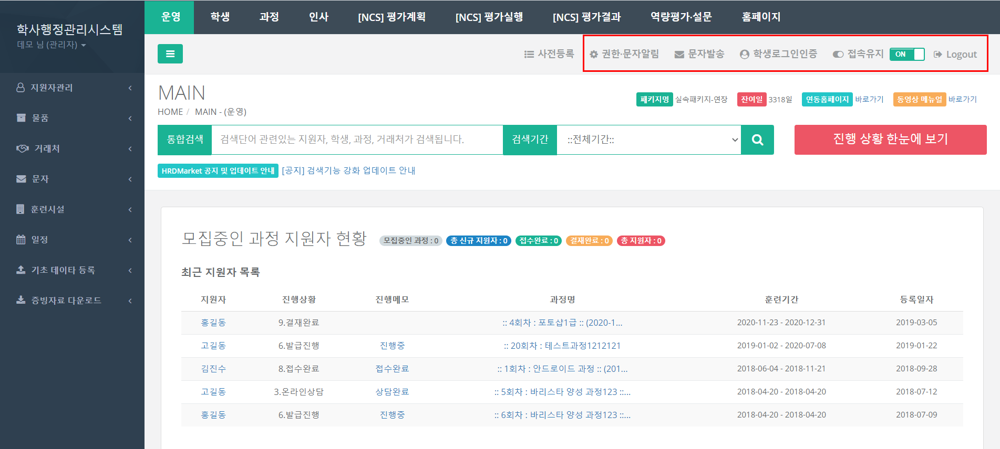 학사행정관리시스템
데모 님 (관리자)
운영 학생 과정 인사 [NCS] 평가계획 [NCS] 평가실행 [NCS] 평가결과 역량평가·설문 홈페이지
사전등록 권한·문자알림 문자발송 학생로그인인증 접속유지 ON Logout
지원자관리
물품
거래처
문자
훈련시설
일정
기초 데이타 등록
증빙자료 다운로드
MAIN
HOME / MAIN - (운영)
패키지명 실속패키지-연장 잔여일 3318일 연동홈페이지 바로가기 동영상 메뉴얼 바로가기
통합검색 검색단어 관련있는 지원자, 학생, 과정, 거래처가 검색됩니다. 검색기간 ::전체기간:: 진행 상황 한눈에 보기
HRDMarket 공지 및 업데이트 안내 [공지] 검색기능 강화 업데이트 안내
모집중인 과정 지원자 현황 모집중인 과정 : 0 총 신규 지원자 : 0 접수완료 : 0 결재완료 : 0 총 지원자 : 0
최근 지원자 목록
지원자 진행상황 진행메모 과정명 훈련기간 등록일자
홍길동 9.결재완료 :: 4회차 : 포토샵1급 :: (2020-1... 2020-11-23 - 2020-12-31 2019-03-05
고길동 6.발급진행 진행중 :: 20회차 : 테스트과정1212121 2019-01-02 - 2020-07-08 2019-01-22
김진수 8.접수완료 접수완료 :: 1회차 : 안드로이드 과정 :: (201... 2018-06-04 - 2018-11-21 2018-09-28
고길동 3.온라인상담 상담완료 :: 5회차 : 바리스타 양성 과정123 ::... 2018-04-20 - 2018-04-20 2018-07-12
홍길동 6.발급진행 진행중 :: 6회차 : 바리스타 양성 과정123 ::... 2018-04-20 - 2018-04-20 2018-07-09